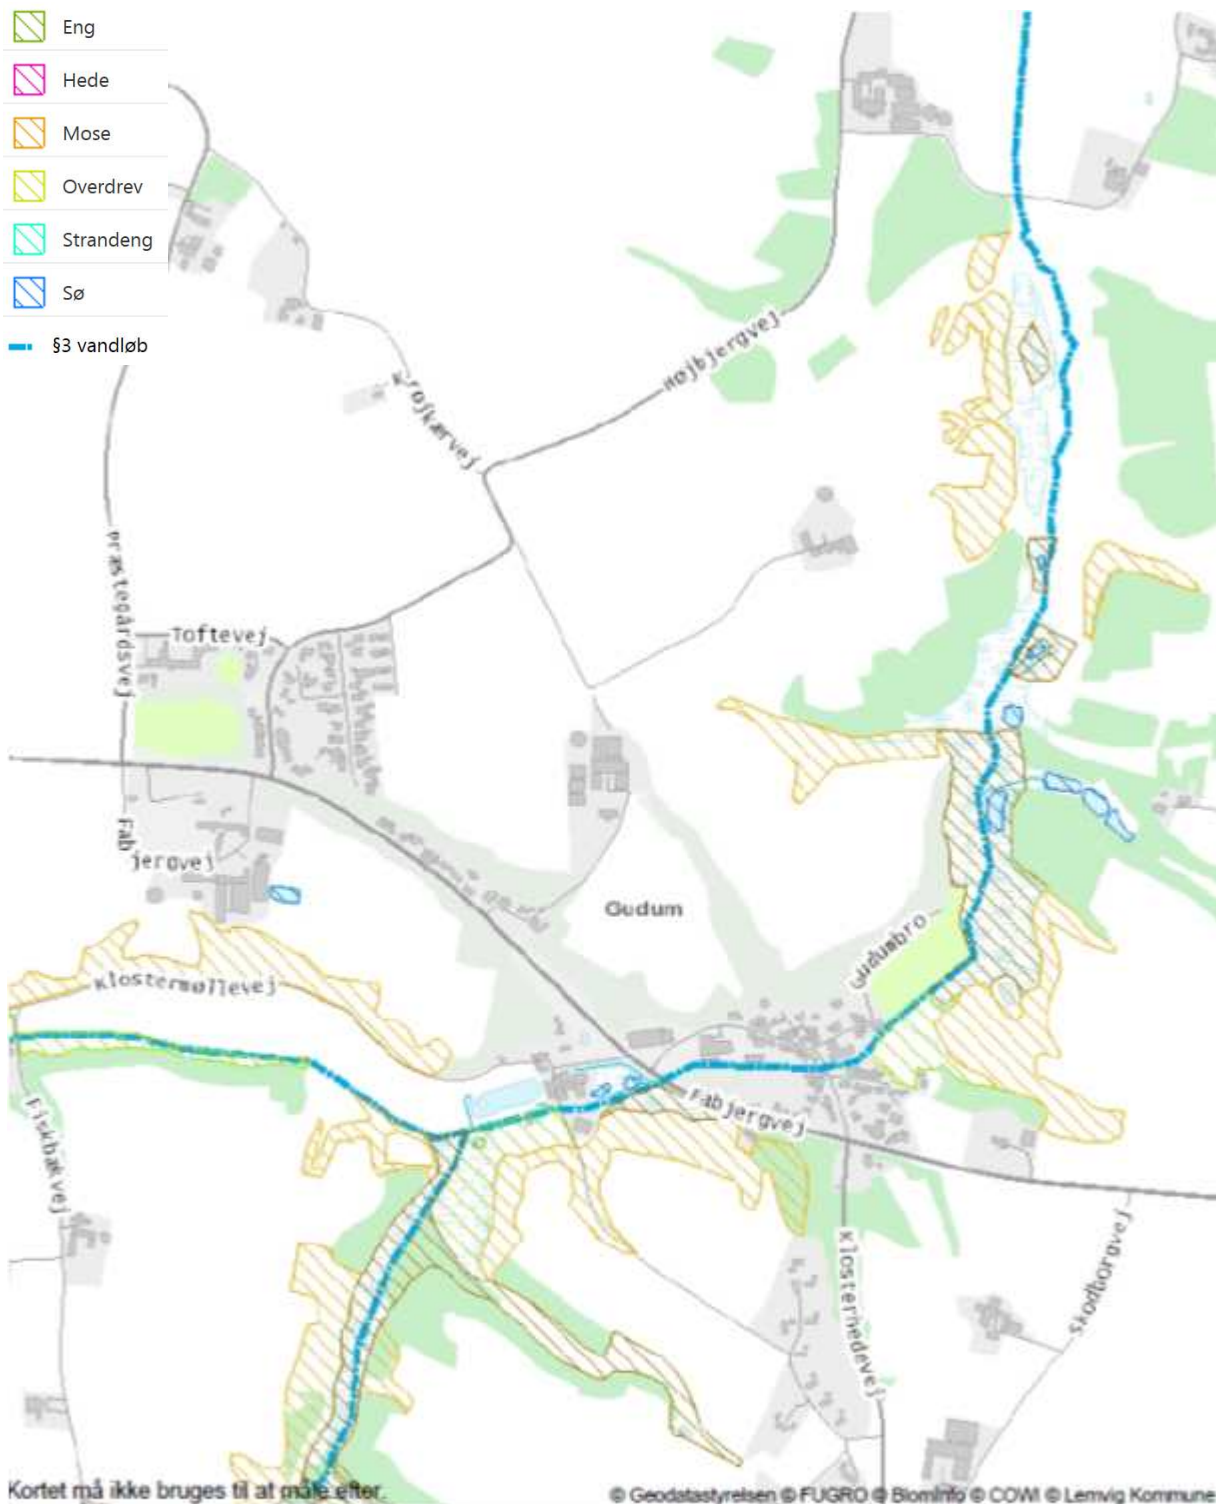 Eng
Hede
Mose
Overdrev
Strandeng
Sø
§3 vandløb
Højbjergvej
Krojkærvej
Præstegårdsvej
Toftevej
Fabjergvej
Gudum
Gudumbro
Klostermøllevej
Fabjergvej
Fiskbækvej
Klosterhedevej
Skodborgvej
Kortet må ikke bruges til at måle efter.
© Geodatastyrelsen © FUGRO © BiomInfo © COWI © Lemvig Kommune